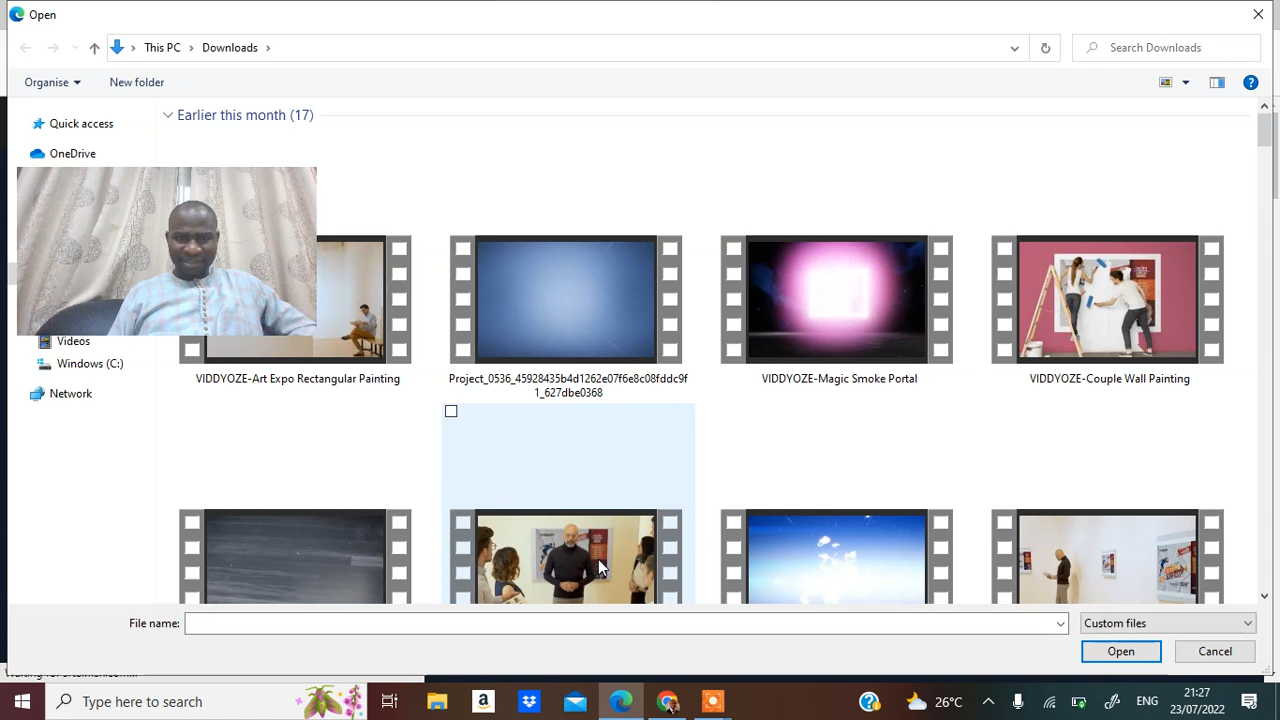 Open
This PC
Downloads
Search Downloads
Organise
New folder
Earlier this month (17)
Quick access
OneDrive
Videos
Windows (C:)
Network
VIDDYOZE-Art Expo Rectangular Painting
Project_0536_45928435b4d1262e07f6e8c08fddc9f
1_627dbe0368
VIDDYOZE-Magic Smoke Portal
VIDDYOZE-Couple Wall Painting
File name:
Custom files
Open
Cancel
Type here to search
26°C
ENG
21:27
23/07/2022